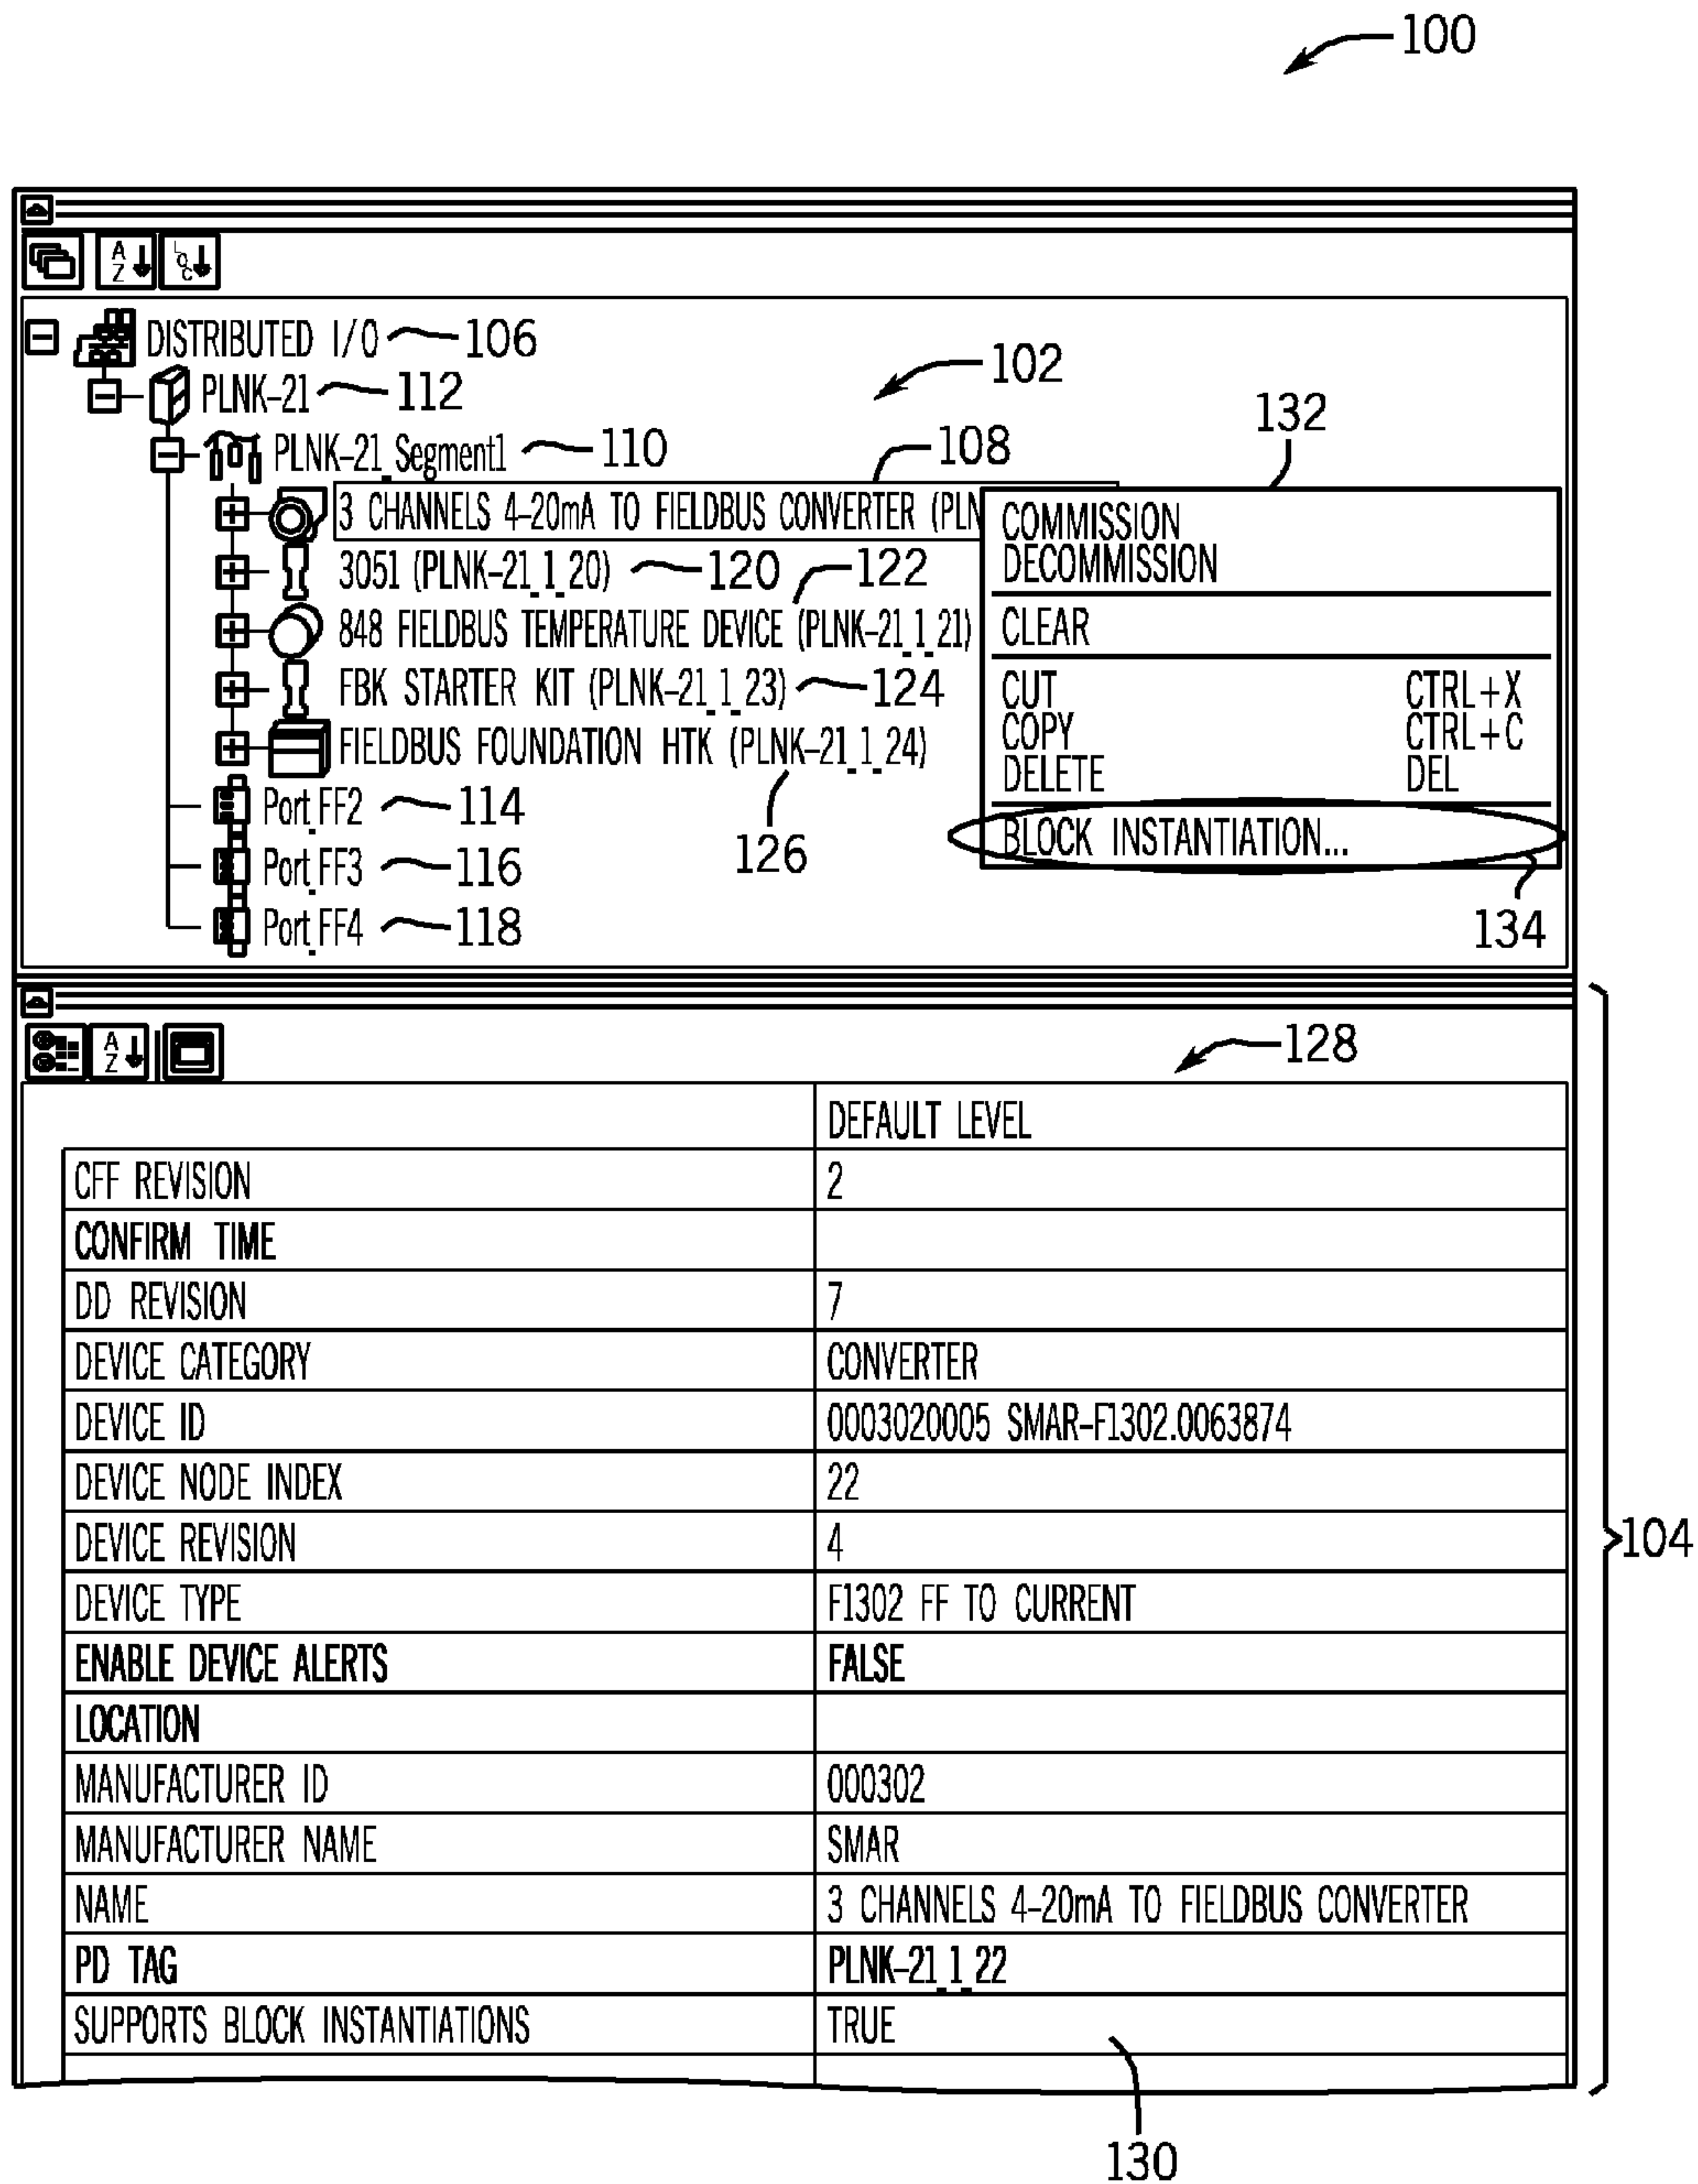 100
A Z
LOC
DISTRIBUTED I/O 106
102
PLNK-21 112
132
PLNK-21_Segment1 110
108
3 CHANNELS 4-20mA TO FIELDBUS CONVERTER (PLN
3051 (PLNK-21_1_20) 120
122
848 FIELDBUS TEMPERATURE DEVICE (PLNK-21_1_21)
FBK STARTER KIT (PLNK-21_1_23) 124
FIELDBUS FOUNDATION HTK (PLNK-21_1_24)
126
Port_FF2 114
Port_FF3 116
Port_FF4 118
COMMISSION
DECOMMISSION
CLEAR
CUT CTRL+X
COPY CTRL+C
DELETE DEL
BLOCK INSTANTIATION...
134
A Z
128
104
DEFAULT LEVEL
CFF REVISION 2
CONFIRM TIME
DD REVISION 7
DEVICE CATEGORY CONVERTER
DEVICE ID 0003020005 SMAR-F1302.0063874
DEVICE NODE INDEX 22
DEVICE REVISION 4
DEVICE TYPE F1302 FF TO CURRENT
ENABLE DEVICE ALERTS FALSE
LOCATION
MANUFACTURER ID 000302
MANUFACTURER NAME SMAR
NAME 3 CHANNELS 4-20mA TO FIELDBUS CONVERTER
PD TAG PLNK-21_1_22
SUPPORTS BLOCK INSTANTIATIONS TRUE
130